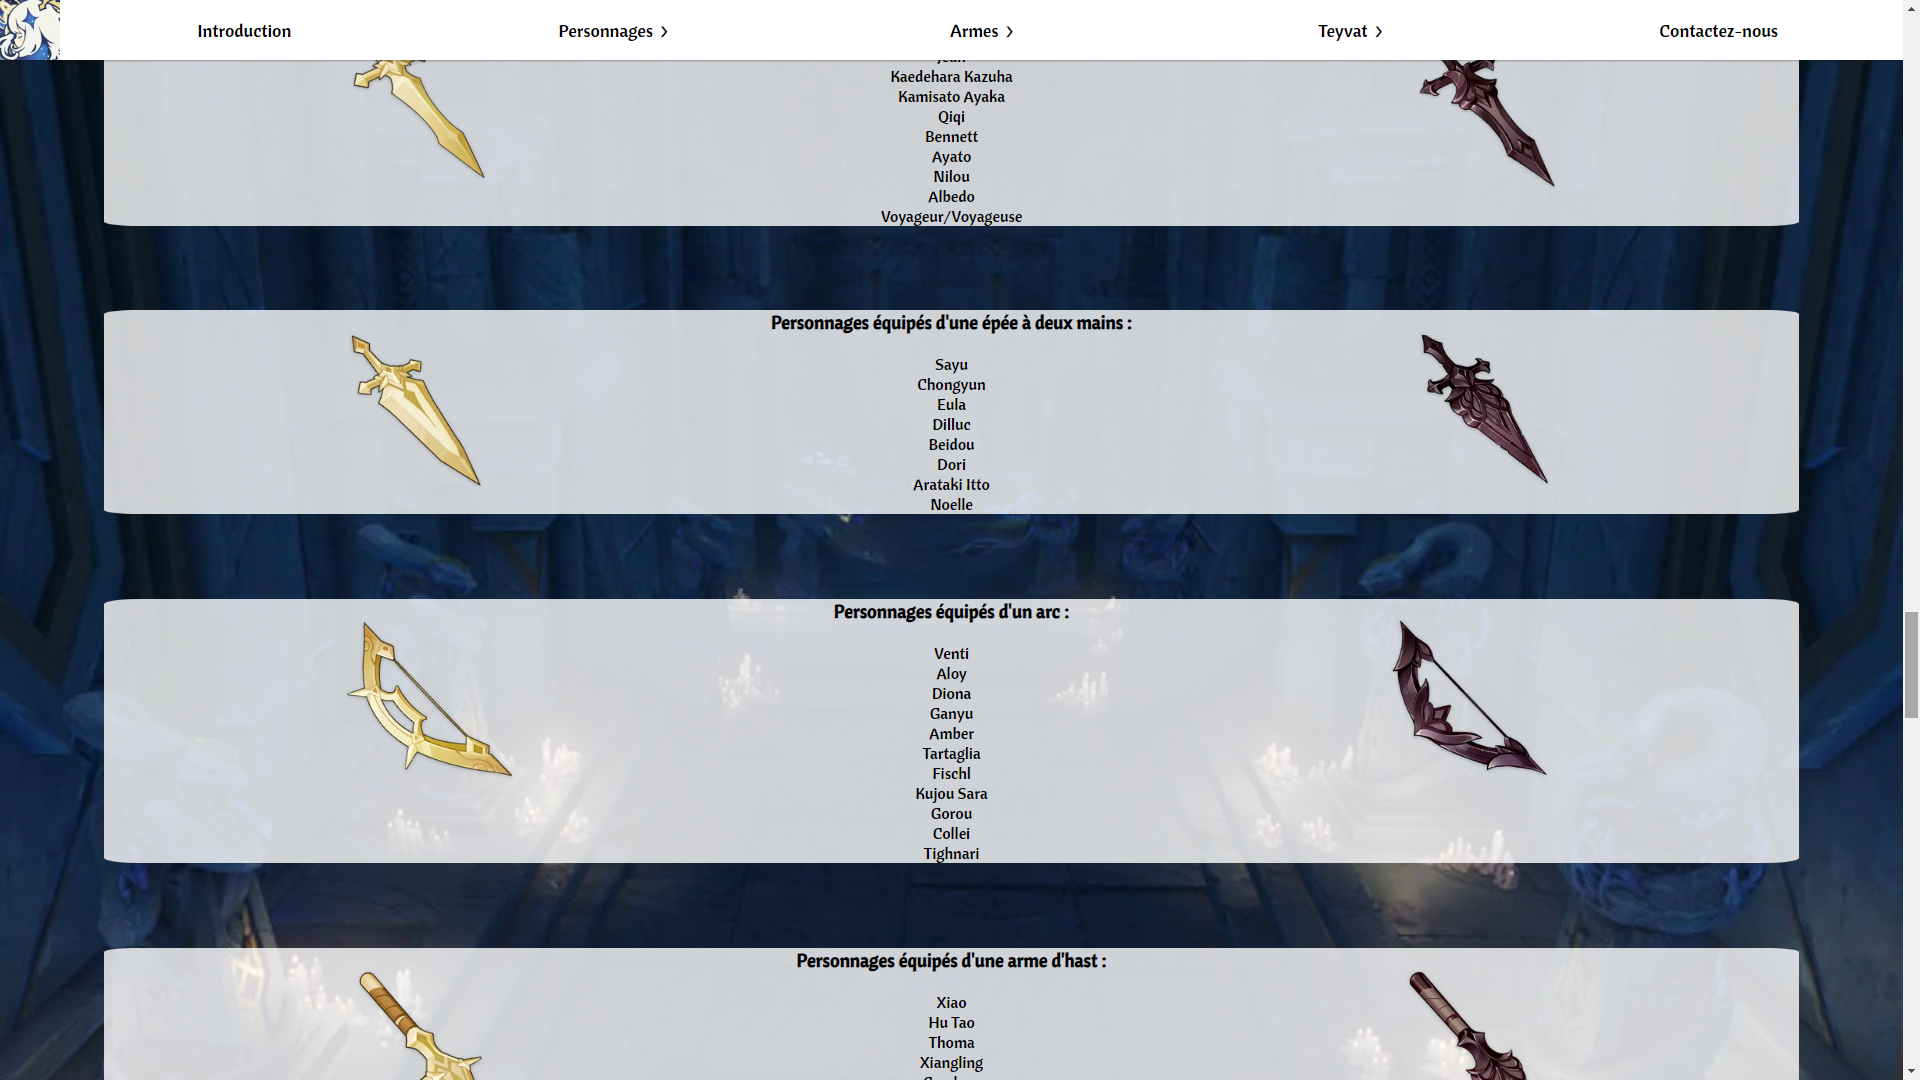 Introduction
Personnages
Armes
Teyvat
Contactez-nous
Kaedehara Kazuha
Kamisato Ayaka
Qiqi
Bennett
Ayato
Nilou
Albedo
Voyageur/Voyageuse
Personnages équipés d'une épée à deux mains :
Sayu
Chongyun
Eula
Dilluc
Beidou
Dori
Arataki Itto
Noelle
Personnages équipés d'un arc :
Venti
Aloy
Diona
Ganyu
Amber
Tartaglia
Fischl
Kujou Sara
Gorou
Collei
Tighnari
Personnages équipés d'une arme d'hast :
Xiao
Hu Tao
Thoma
Xiangling